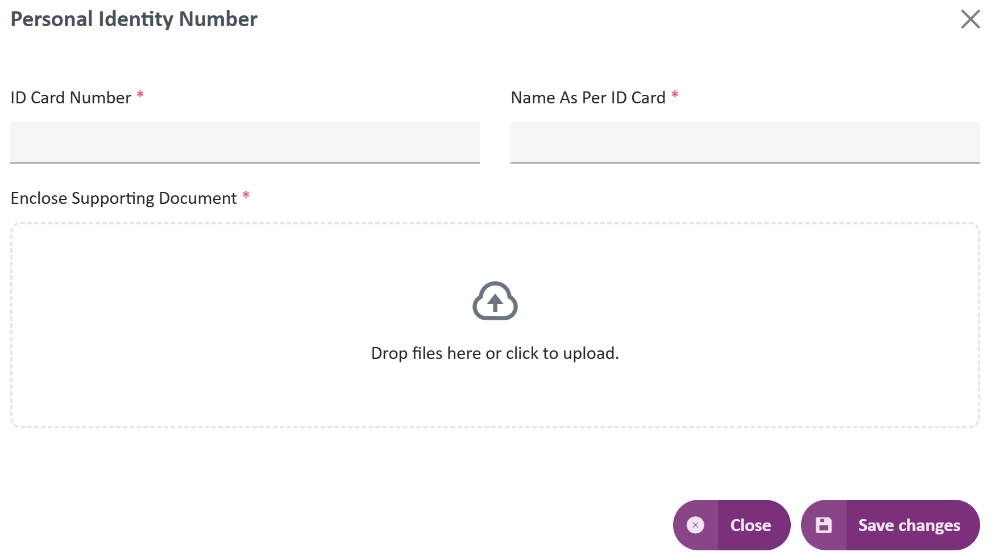 Personal Identity Number
ID Card Number *
Name As Per ID Card *
Enclose Supporting Document *
Drop files here or click to upload.
Close
Save changes